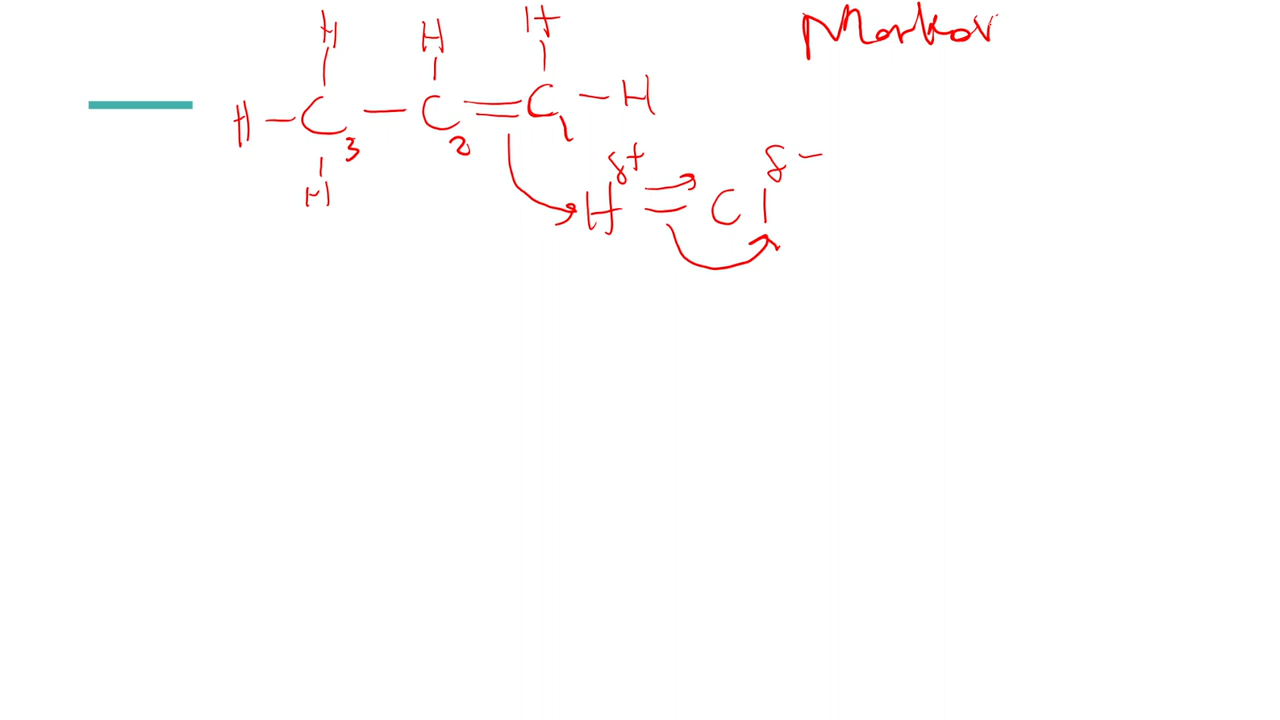 Markov
H H H
H - C - C = C - H
3 2 1
H
δ+ δ-
H Cl